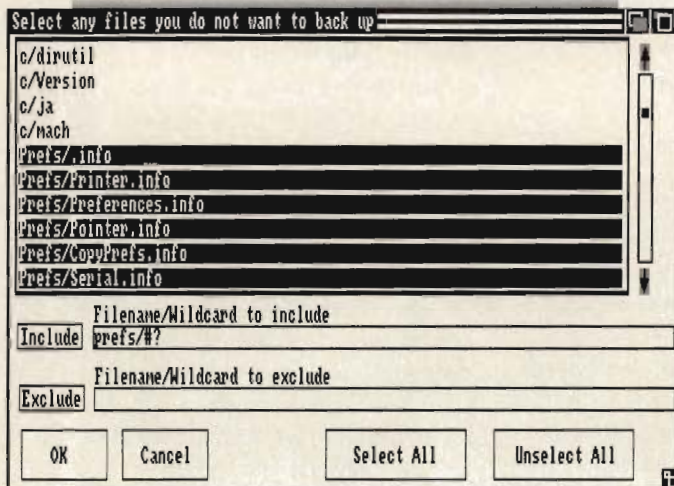 Select any files you do not want to back up
c/dirutil
c/Version
c/ja
c/mach
Prefs/.info
Prefs/Printer.info
Prefs/Preferences.info
Prefs/Pointer.info
Prefs/CopyPrefs.info
Prefs/Serial.info
Filename/Wildcard to include
Include prefs/#?
Filename/Wildcard to exclude
Exclude
OK Cancel Select All Unselect All